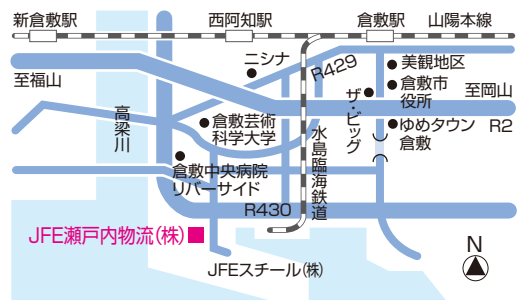 新倉敷駅
西阿知駅
倉敷駅
山陽本線
ニシナ
R429
美観地区
至福山
ザ・ビッグ
倉敷市
役所
至岡山
高梁川
倉敷芸術
科学大学
水島臨海鉄道
ゆめタウン
倉敷
R2
倉敷中央病院
リバーサイド
R430
JFE瀬戸内物流(株)
JFEスチール(株)
N